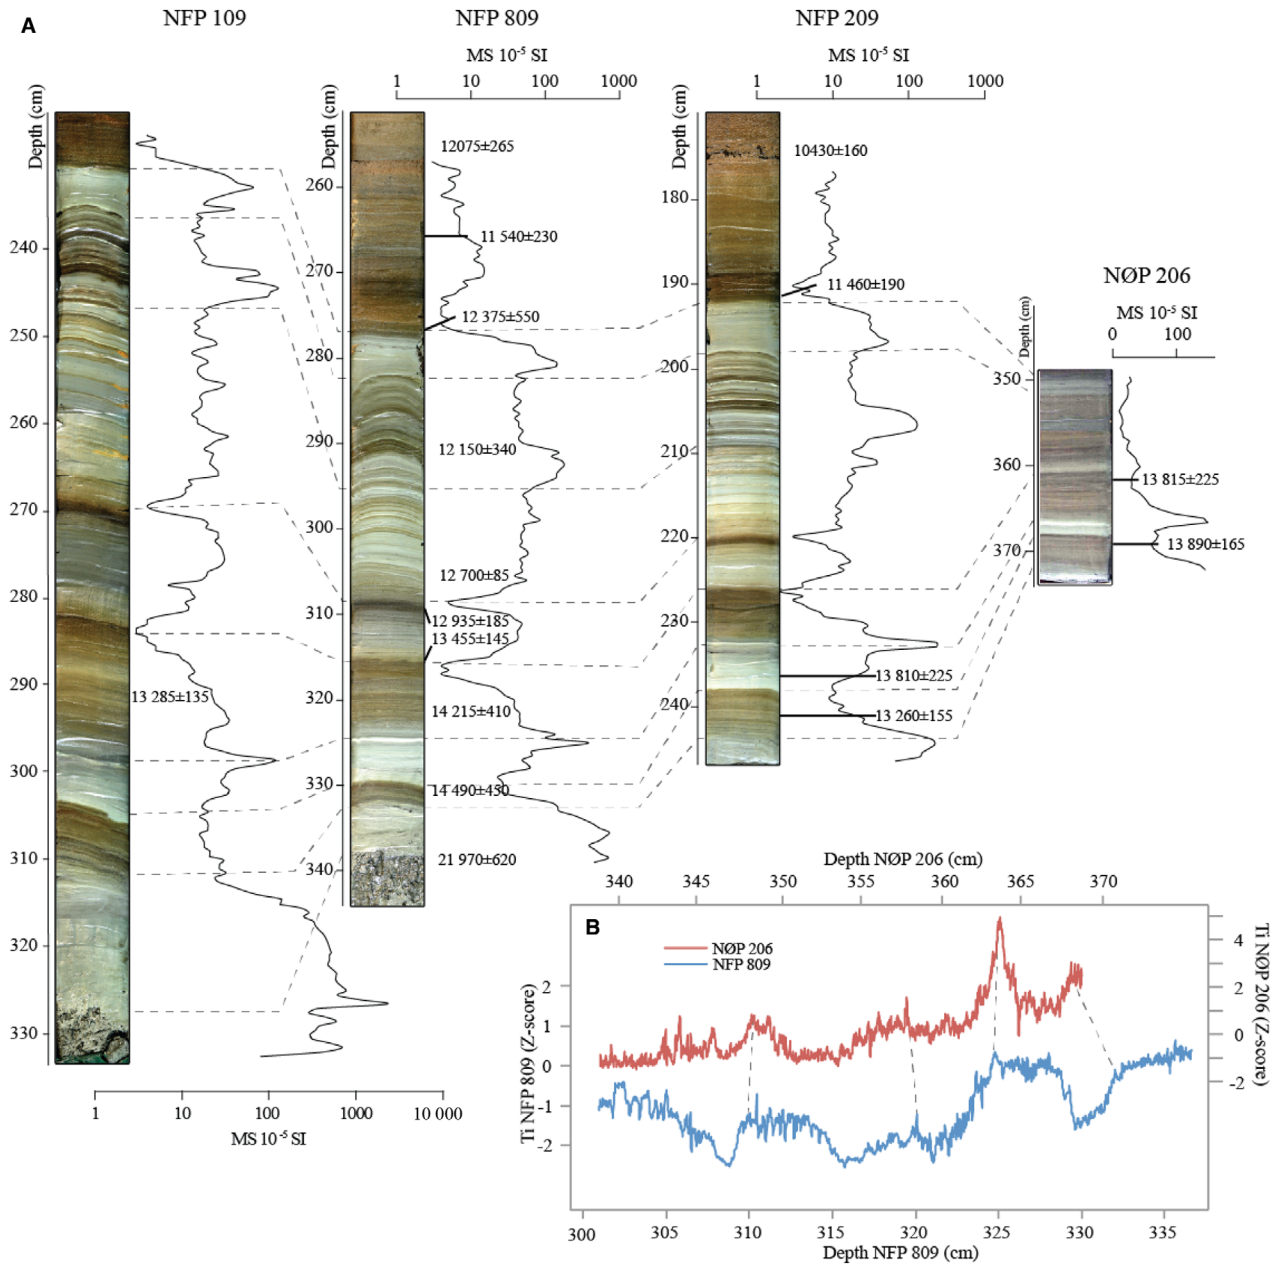 A
NFP 109
NFP 809
NFP 209
NØP 206
Depth (cm)
240
250
260
270
280
290
300
310
320
330
13 285±135
1 10 100 1000 10 000
MS 10⁻⁵ SI
MS 10⁻⁵ SI
1 10 100 1000
Depth (cm)
260
270
280
290
300
310
320
330
340
12075±265
11 540±230
12 375±550
12 150±340
12 700±85
12 935±185
13 455±145
14 215±410
14 490±450
21 970±620
MS 10⁻⁵ SI
1 10 100 1000
Depth (cm)
180
190
200
210
220
230
240
10430±160
11 460±190
13 810±225
13 260±155
MS 10⁻⁵ SI
0 100
Depth (cm)
350
360
370
13 815±225
13 890±165
B
Depth NØP 206 (cm)
340 345 350 355 360 365 370
NØP 206
NFP 809
Ti NFP 809 (Z-score)
2
1
0
-1
-2
Ti NØP 206 (Z-score)
4
2
0
-2
300 305 310 315 320 325 330 335
Depth NFP 809 (cm)